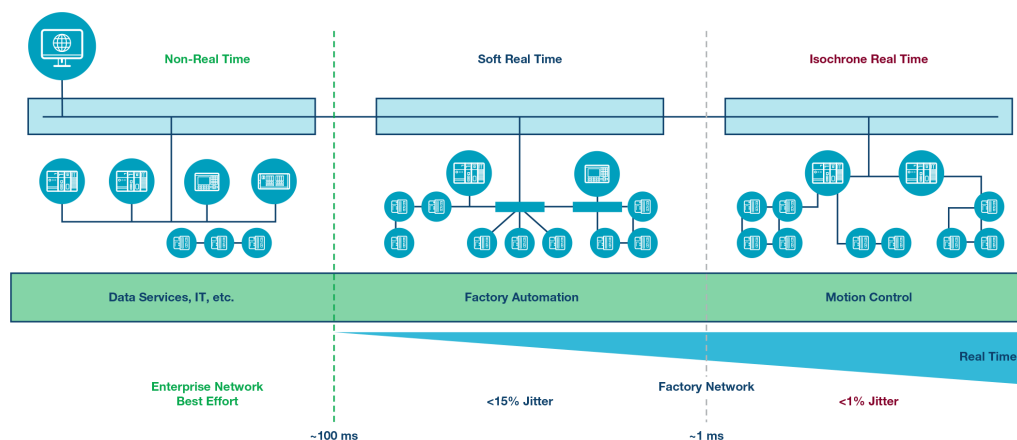 Non-Real Time
Soft Real Time
Isochrone Real Time
Data Services, IT, etc.
Factory Automation
Motion Control
Real Time
Enterprise Network
Best Effort
<15% Jitter
Factory Network
<1% Jitter
~100 ms
~1 ms